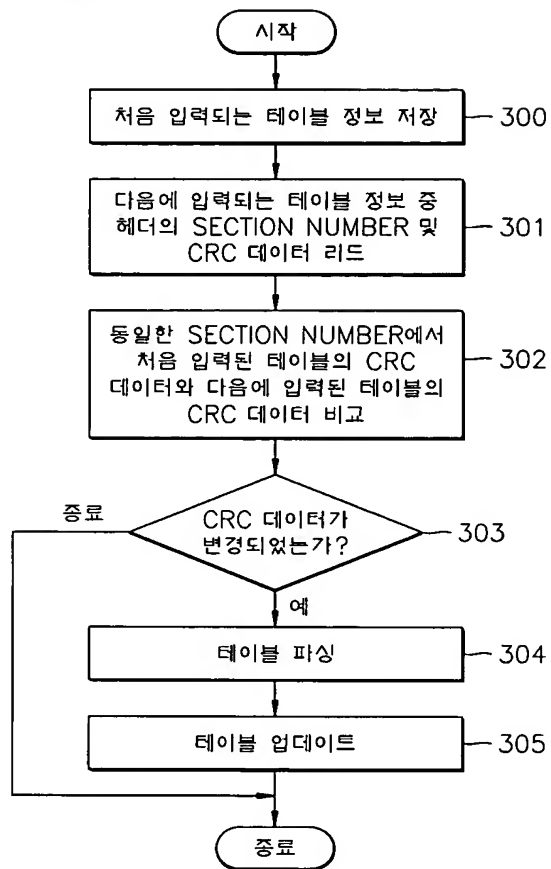 시작
처음 입력되는 테이블 정보 저장
300
다음에 입력되는 테이블 정보 중
헤더의 SECTION NUMBER 및
CRC 데이터 리드
301
동일한 SECTION NUMBER에서
처음 입력된 테이블의 CRC
데이터와 다음에 입력된 테이블의
CRC 데이터 비교
302
종료
CRC 데이터가
변경되었는가?
303
예
테이블 파싱
304
테이블 업데이트
305
종료